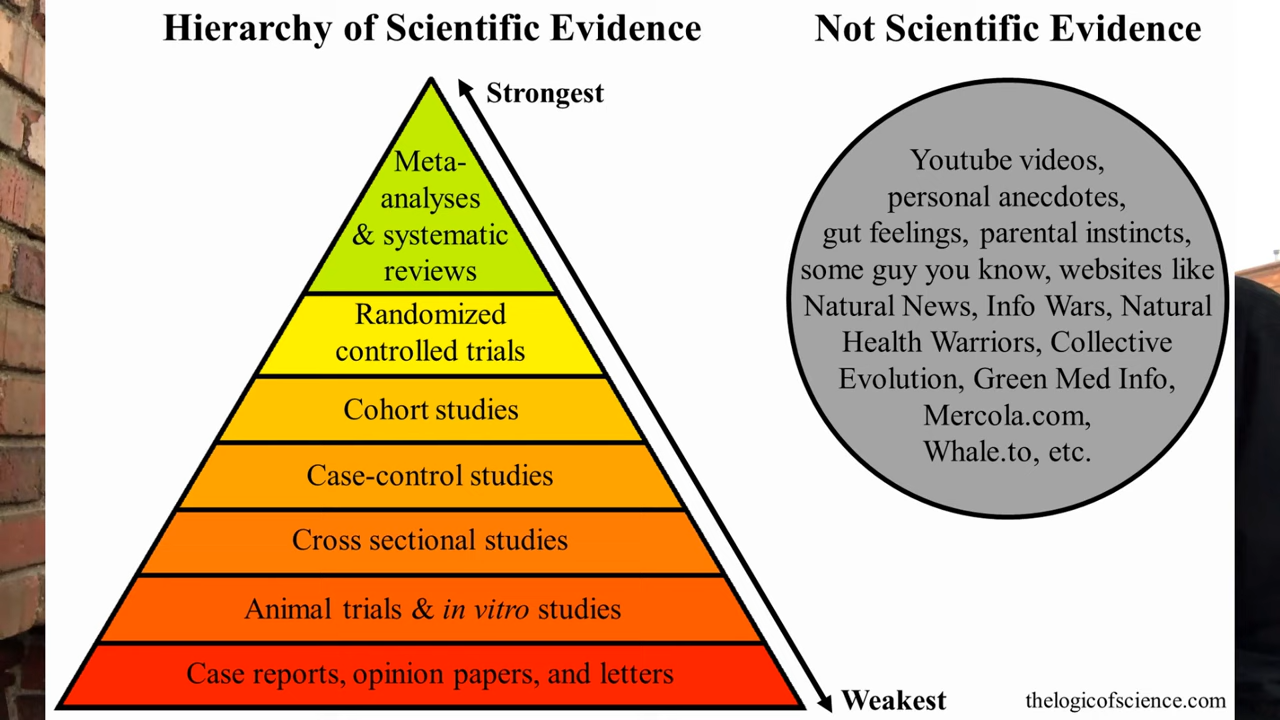 Hierarchy of Scientific Evidence
Not Scientific Evidence
Strongest
Meta-
analyses
& systematic
reviews
Randomized
controlled trials
Cohort studies
Case-control studies
Cross sectional studies
Animal trials & in vitro studies
Case reports, opinion papers, and letters
Weakest
Youtube videos,
personal anecdotes,
gut feelings, parental instincts,
some guy you know, websites like
Natural News, Info Wars, Natural
Health Warriors, Collective
Evolution, Green Med Info,
Mercola.com,
Whale.to, etc.
thelogicofscience.com